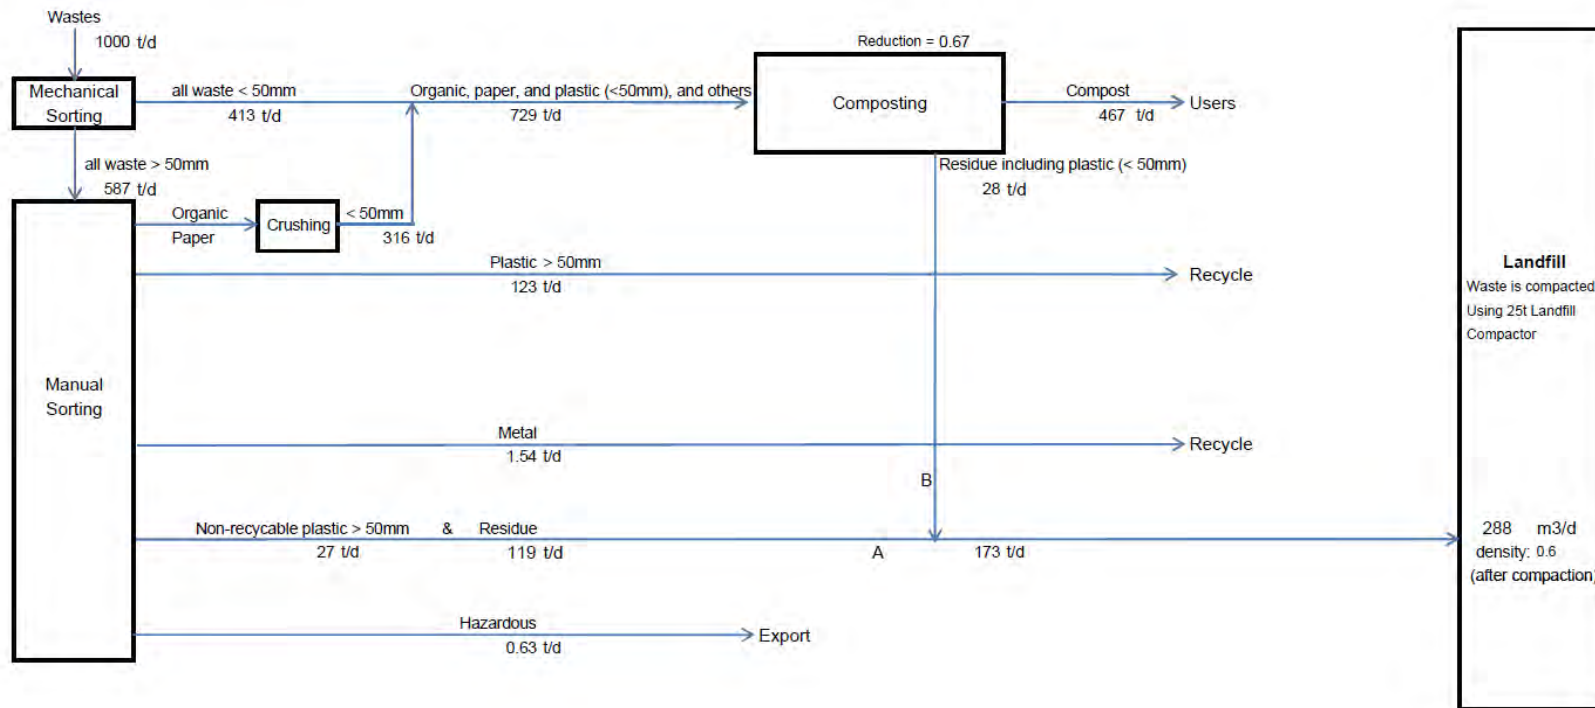 Wastes
1000 t/d
Reduction = 0.67
Mechanical
Sorting
all waste < 50mm
413 t/d
Organic, paper, and plastic (<50mm), and others
729 t/d
Composting
Compost
467 t/d
Users
all waste > 50mm
587 t/d
Residue including plastic (< 50mm)
28 t/d
Organic
Paper
Crushing
< 50mm
316 t/d
Plastic > 50mm
123 t/d
Recycle
Landfill
Waste is compacted
Using 25t Landfill
Compactor
Manual
Sorting
Metal
1.54 t/d
Recycle
B
Non-recycable plastic > 50mm & Residue
27 t/d 119 t/d
A
173 t/d
288 m3/d
density: 0.6
(after compaction)
Hazardous
0.63 t/d
Export